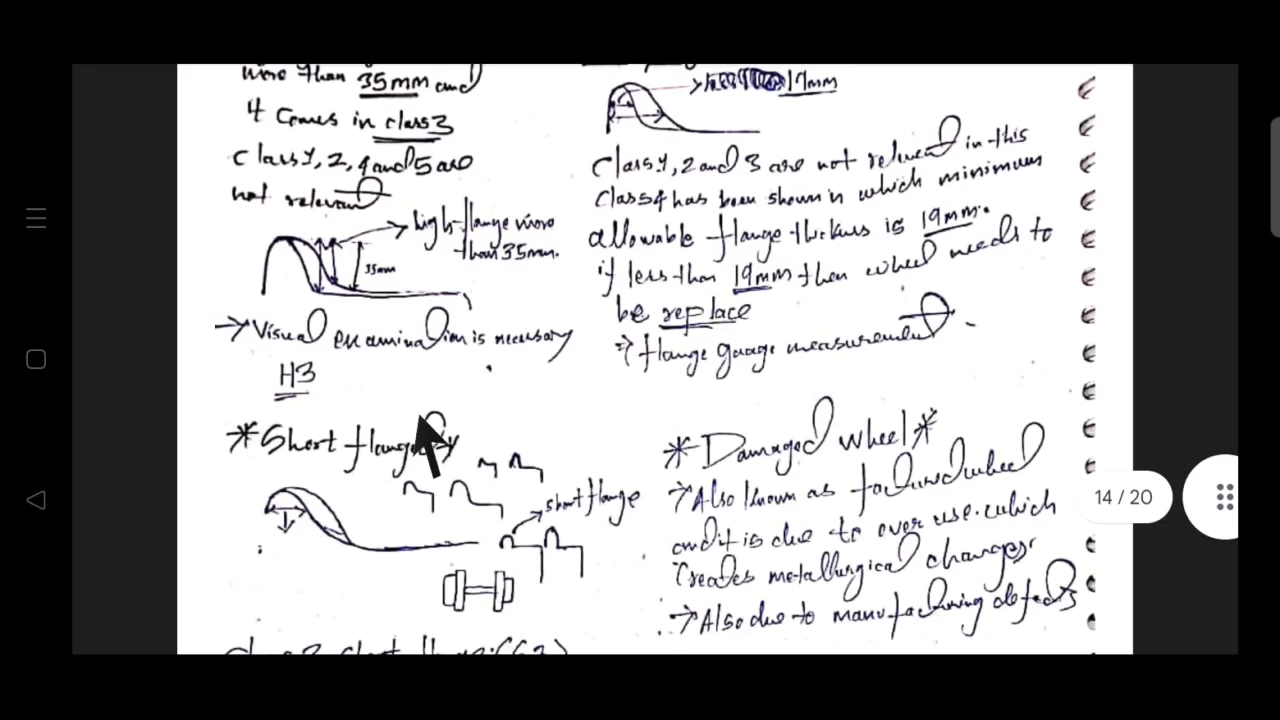 more than 35mm and
4 comes in class 3
class 1, 2, 4 and 5 are
not relevant
high flange more
than 35mm.
35mm
→ Visual examination is necessary
H3
* Short flange *
short flange
19mm
class 1, 2 and 3 are not relevant in this
class 4 has been shown in which minimum
allowable flange thickness is 19mm.
if less than 19mm then wheel needs to
be replace
⇒ flange guage measurement
* Damaged Wheel *
→ Also known as failured wheel
and it is due to over use. which
creates metallurgical changes.
→ Also due to manufacturing defects
14 / 20